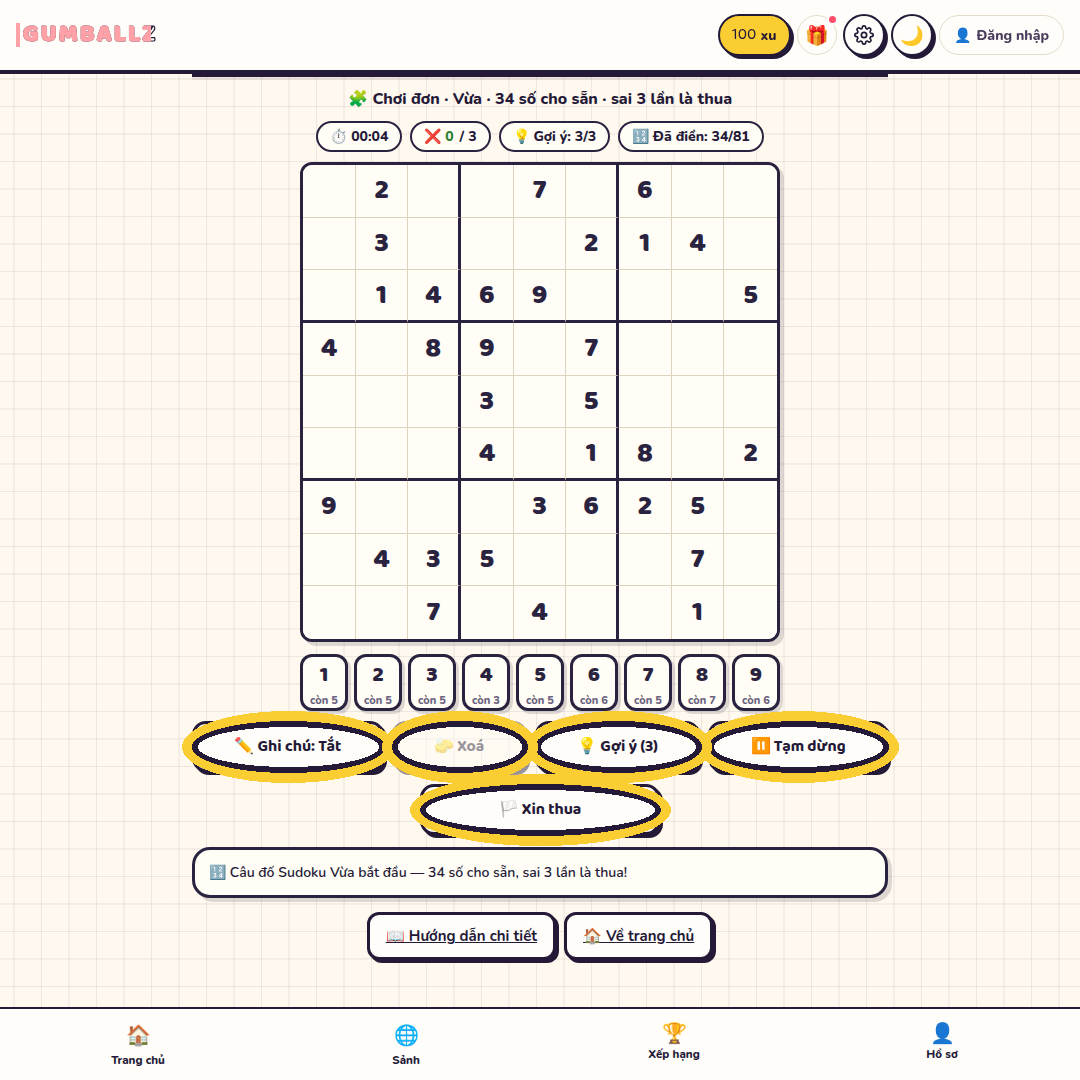 GUMBALLZ
100 xu
Đăng nhập
Chơi đơn · Vừa · 34 số cho sẵn · sai 3 lần là thua
00:04
0 / 3
Gợi ý: 3/3
Đã điền: 34/81
2 7 6
3 2 1 4
1 4 6 9 5
4 8 9 7
3 5
4 1 8 2
9 3 6 2 5
4 3 5 7
7 4 1
1 2 3 4 5 6 7 8 9
còn 5 còn 5 còn 5 còn 3 còn 5 còn 6 còn 5 còn 7 còn 6
Ghi chú: Tắt
Xoá
Gợi ý (3)
Tạm dừng
Xin thua
Câu đố Sudoku Vừa bắt đầu — 34 số cho sẵn, sai 3 lần là thua!
Hướng dẫn chi tiết
Về trang chủ
Trang chủ
Sảnh
Xếp hạng
Hồ sơ